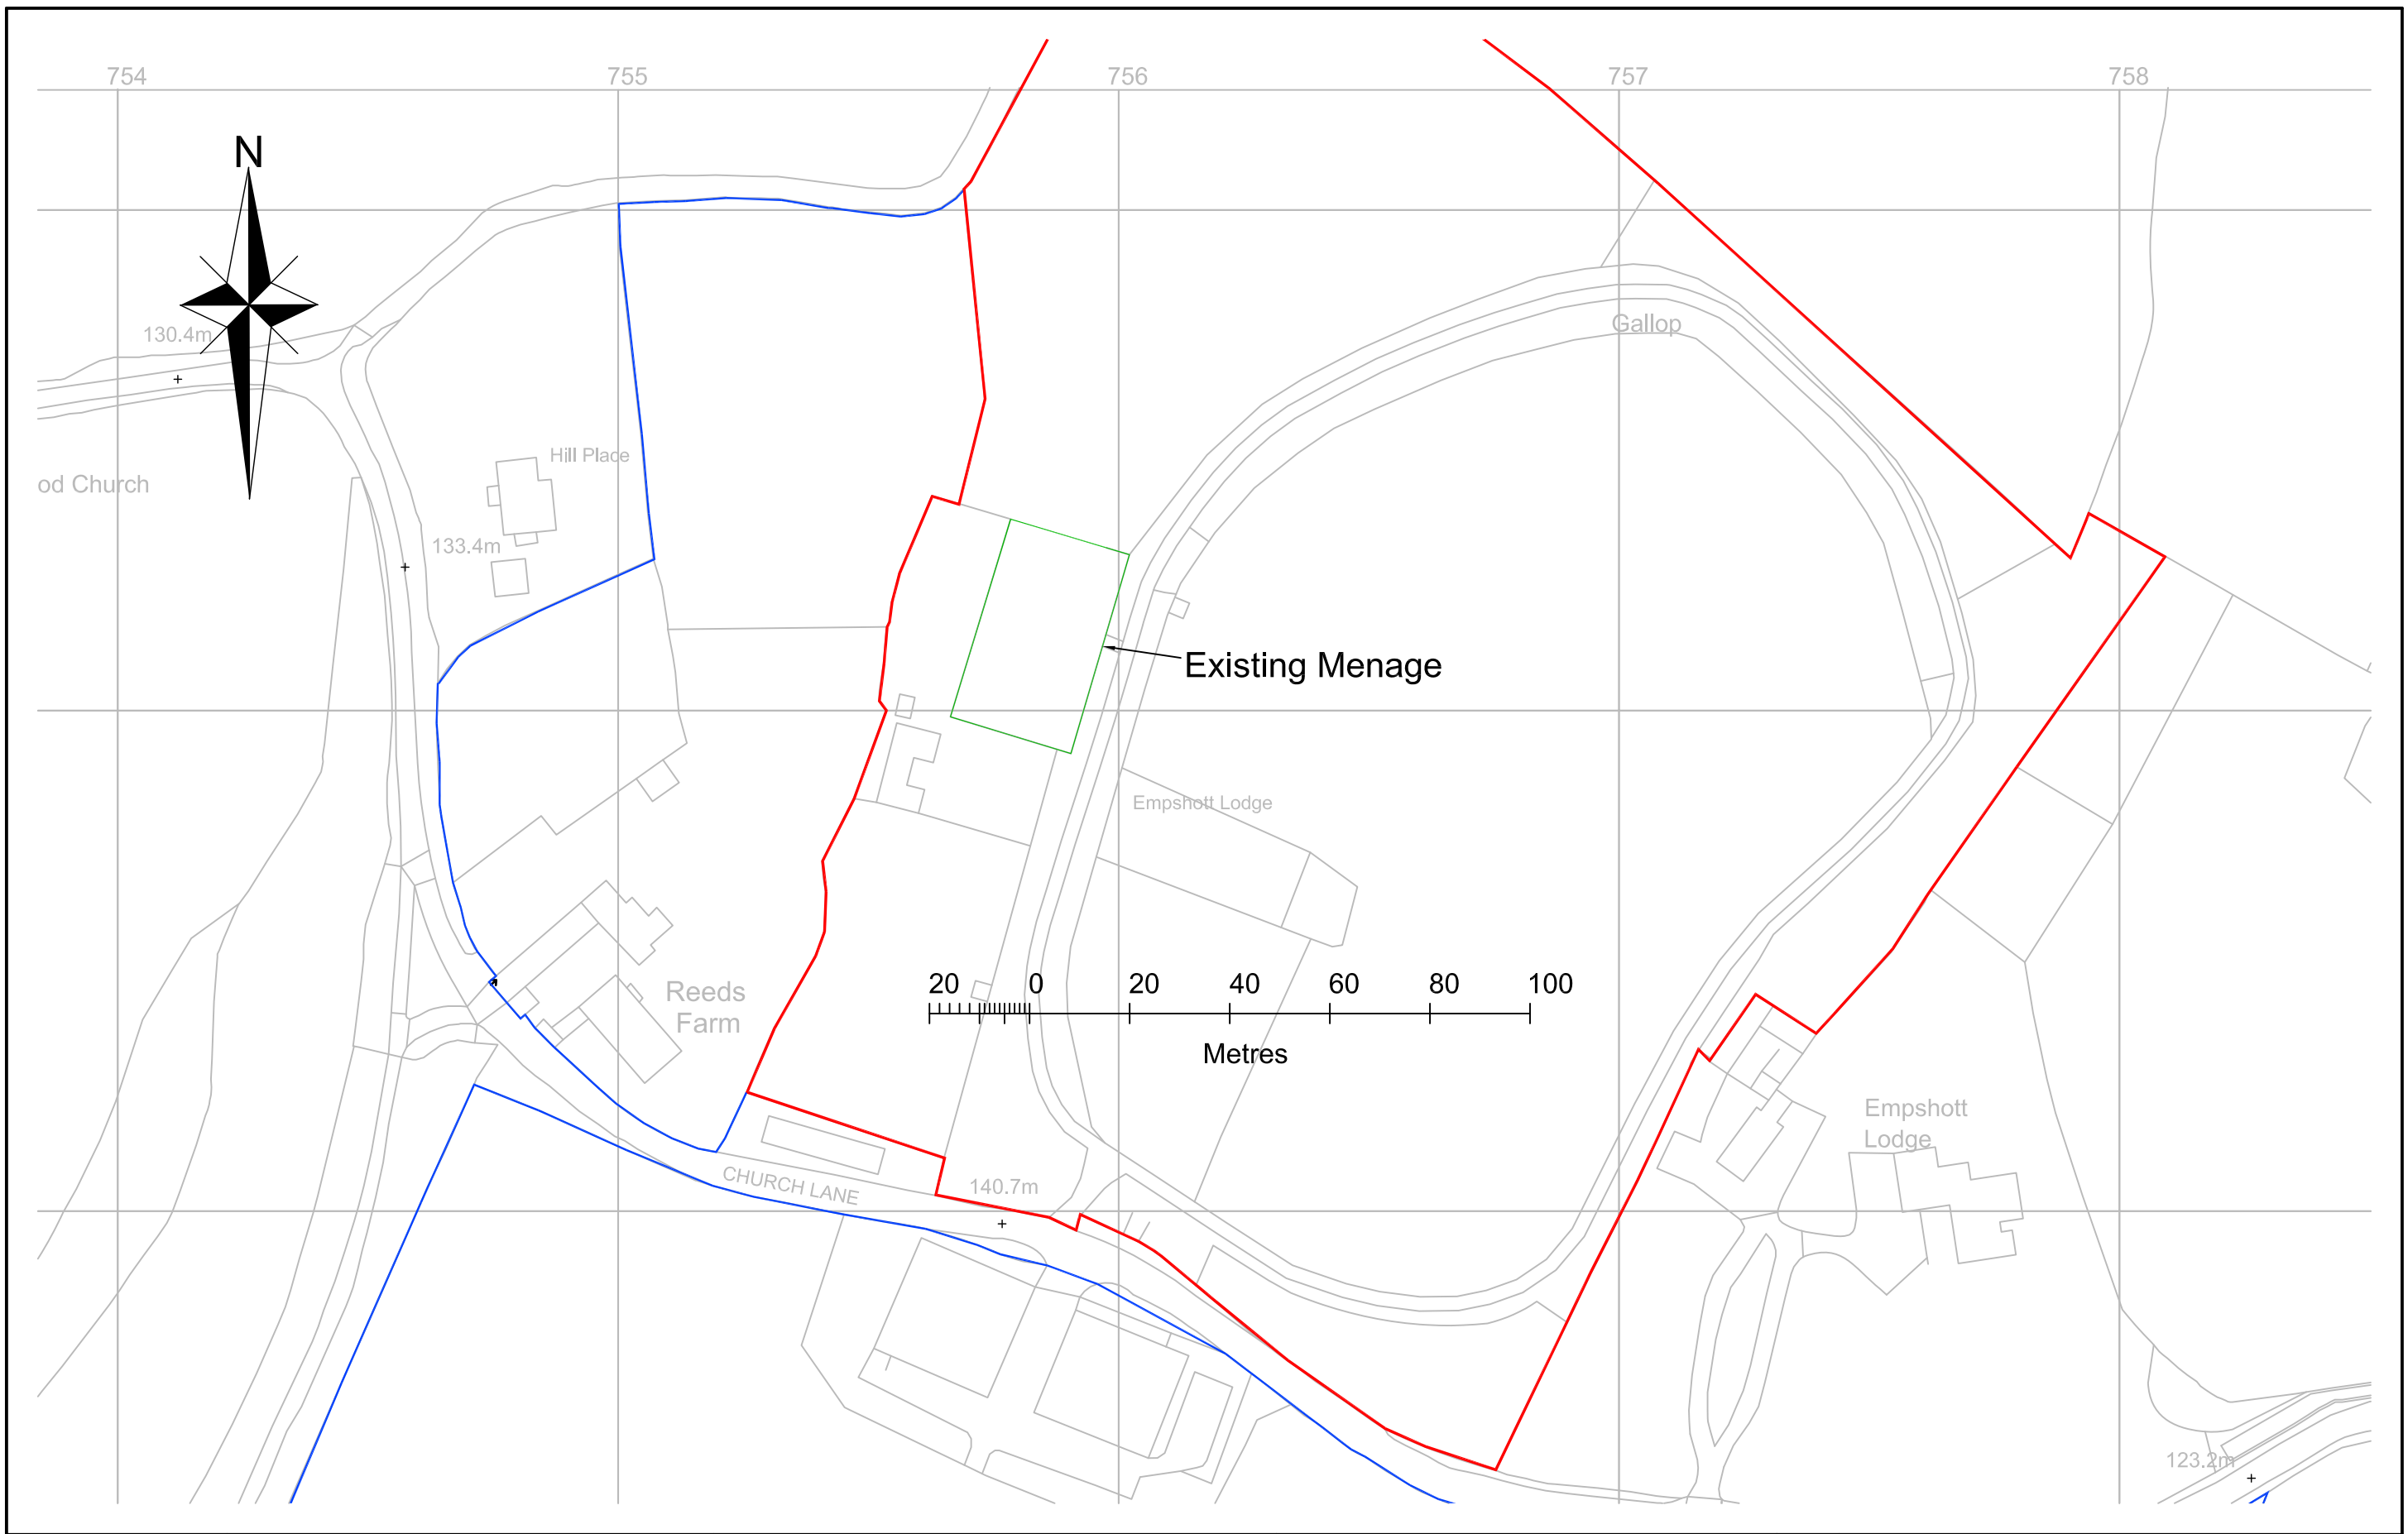 754 755 756 757 758
N
Gallop
130.4m
Hill Place
od Church
133.4m
Existing Menage
Empshott Lodge
20 0 20 40 60 80 100
Metres
Reeds
Farm
Empshott
Lodge
CHURCH LANE
140.7m
123.2m